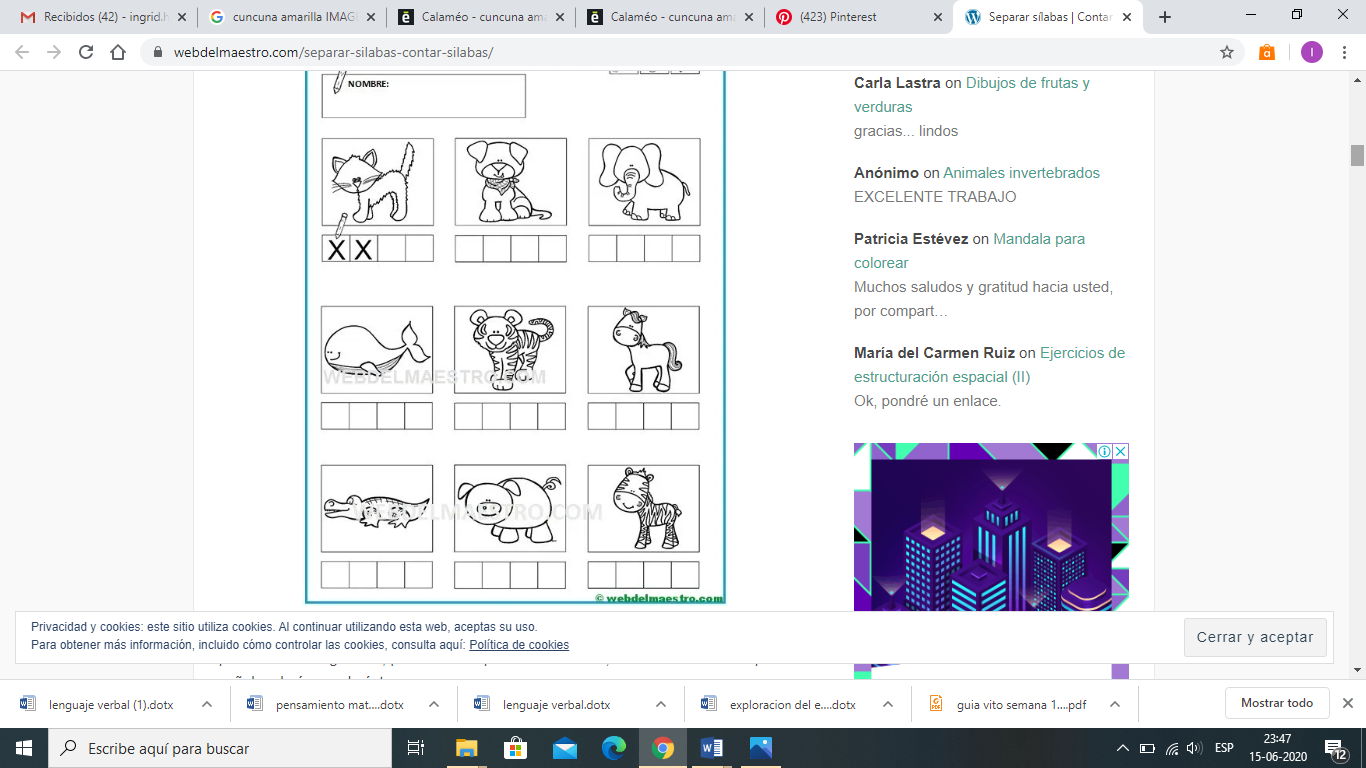 Recibidos (42) - ingrid.h
cuncuna amarilla IMAG
Calaméo - cuncuna ama
Calaméo - cuncuna ama
(423) Pinterest
Separar sílabas | Contar
webdelmaestro.com/separar-silabas-contar-silabas/
NOMBRE:
X X
WEBDELMAESTRO.COM
WEBDELMAESTRO.COM
© webdelmaestro.com
Carla Lastra on Dibujos de frutas y
verduras
gracias... lindos
Anónimo on Animales invertebrados
EXCELENTE TRABAJO
Patricia Estévez on Mandala para
colorear
Muchos saludos y gratitud hacia usted,
por compart…
María del Carmen Ruiz on Ejercicios de
estructuración espacial (II)
Ok, pondré un enlace.
Privacidad y cookies: este sitio utiliza cookies. Al continuar utilizando esta web, aceptas su uso.
Para obtener más información, incluido cómo controlar las cookies, consulta aquí: Política de cookies
Cerrar y aceptar
lenguaje verbal (1).dotx
pensamiento mat....dotx
lenguaje verbal.dotx
exploracion del e....dotx
guia vito semana 1....pdf
Mostrar todo
Escribe aquí para buscar
ESP
23:47
15-06-2020
12